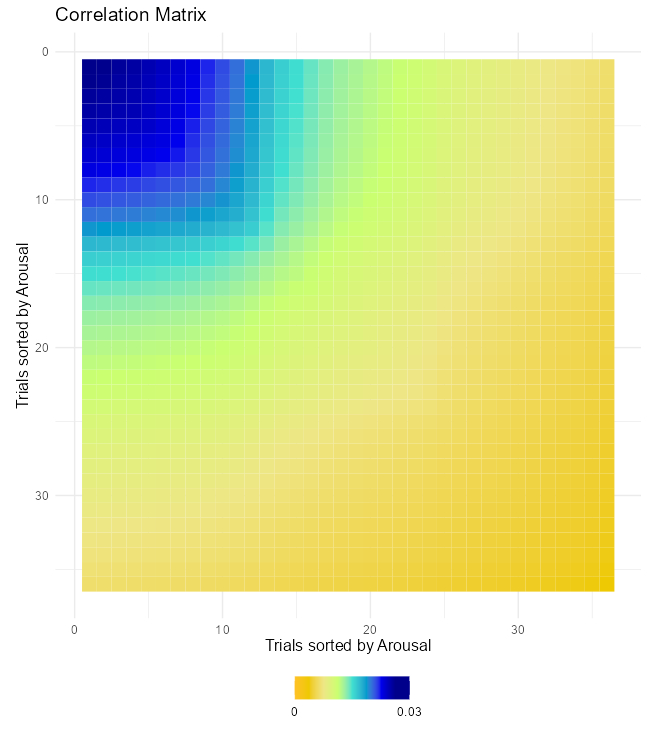 Correlation Matrix
0
10
20
30
Trials sorted by Arousal
0 10 20 30
Trials sorted by Arousal
0 0.03